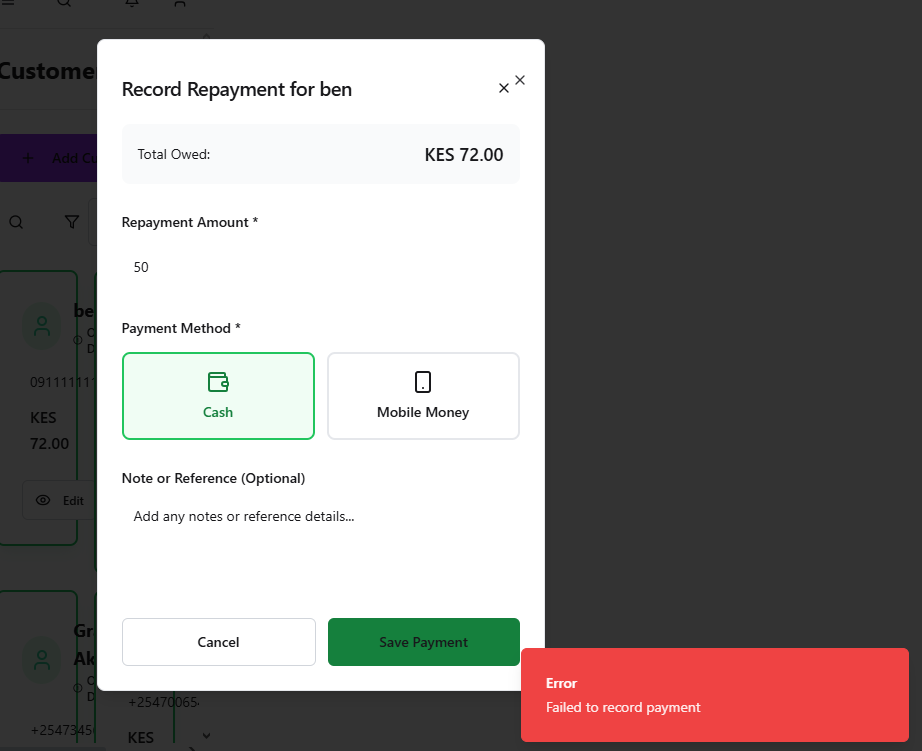 Custome
Record Repayment for ben
Total Owed:
KES 72.00
Add Cu
Repayment Amount *
50
be
Payment Method *
Cash
Mobile Money
KES
72.00
Note or Reference (Optional)
Edit
Add any notes or reference details...
Cancel
Save Payment
Gr
Ak
Error
Failed to record payment
+25470065
+2547345
KES